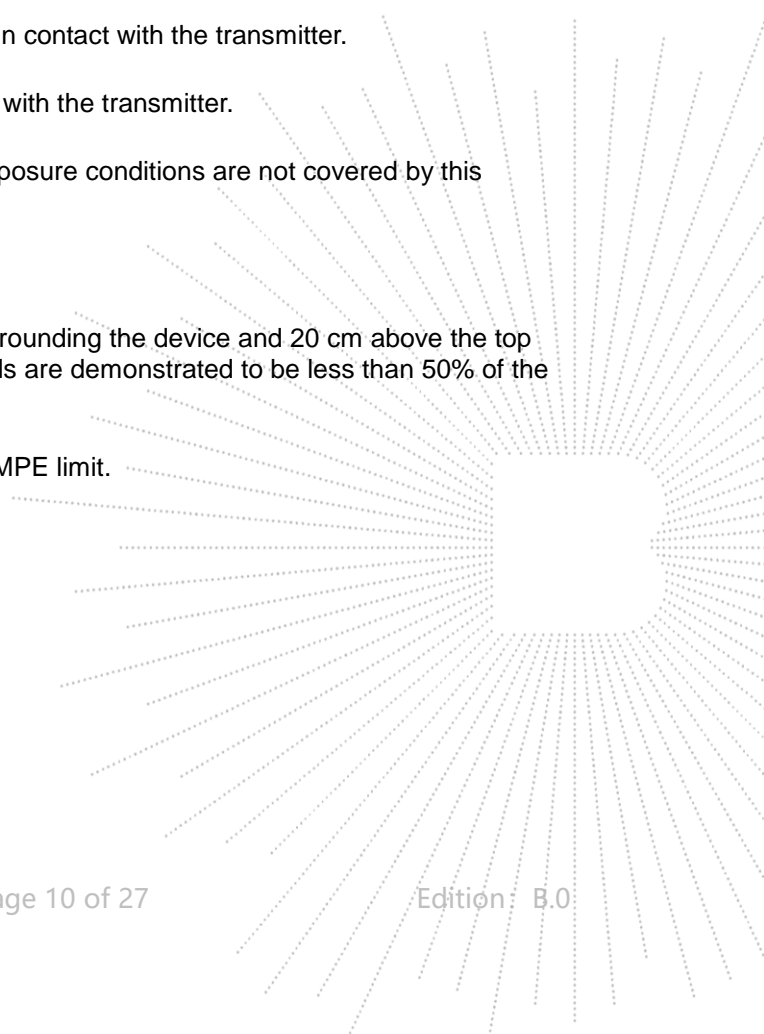 n contact with the transmitter.
with the transmitter.
posure conditions are not covered by this
rounding the device and 20 cm above the top
ls are demonstrated to be less than 50% of the
MPE limit.
ge 10 of 27 Edition: B.0